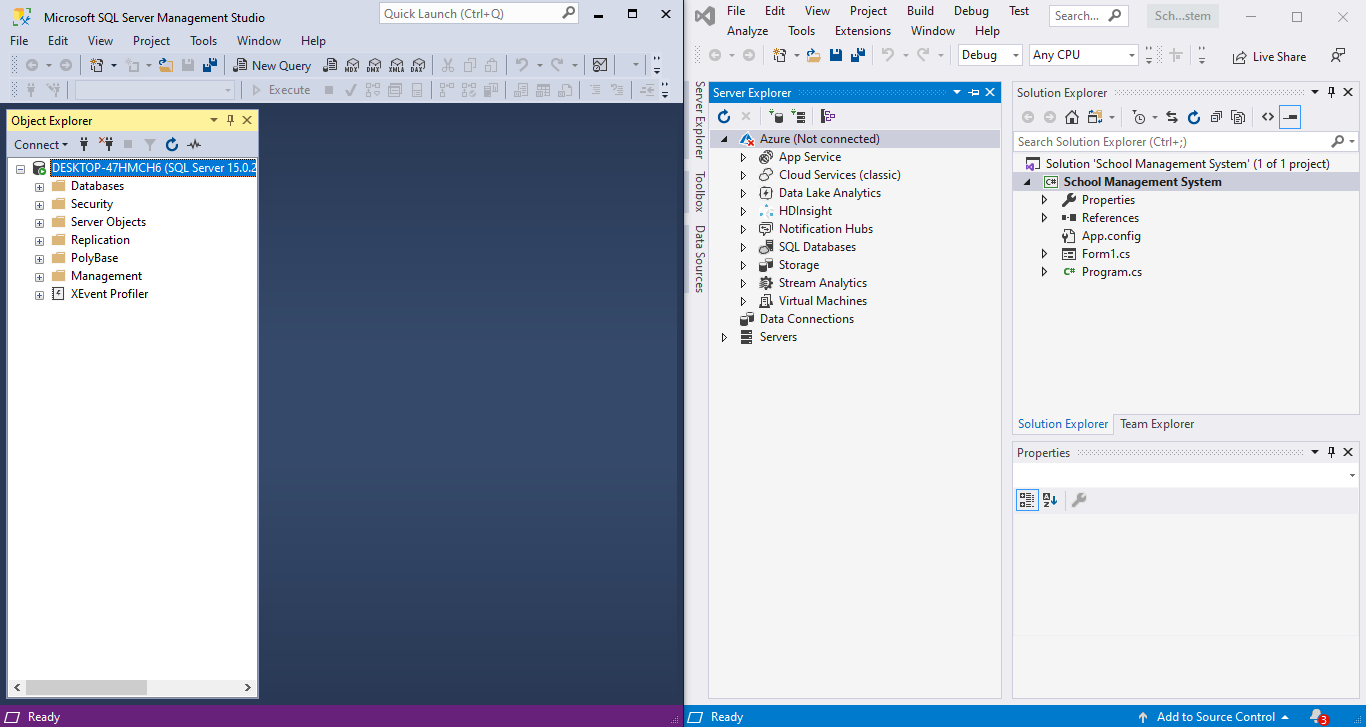 Microsoft SQL Server Management Studio
Quick Launch (Ctrl+Q)
File Edit View Project Tools Window Help
New Query
MDX DMX XMLA DAX
Execute
Object Explorer
Connect
DESKTOP-47HMCH6 (SQL Server 15.0.2
Databases
Security
Server Objects
Replication
PolyBase
Management
XEvent Profiler
Ready
File Edit View Project Build Debug Test
Search...
Sch...stem
Analyze Tools Extensions Window Help
Debug
Any CPU
Live Share
Server Explorer
Toolbox
Data Sources
Server Explorer
Azure (Not connected)
App Service
Cloud Services (classic)
Data Lake Analytics
HDInsight
Notification Hubs
SQL Databases
Storage
Stream Analytics
Virtual Machines
Data Connections
Servers
Solution Explorer
Search Solution Explorer (Ctrl+;)
Solution 'School Management System' (1 of 1 project)
C# School Management System
Properties
References
App.config
Form1.cs
C# Program.cs
Solution Explorer Team Explorer
Properties
Ready
Add to Source Control
3